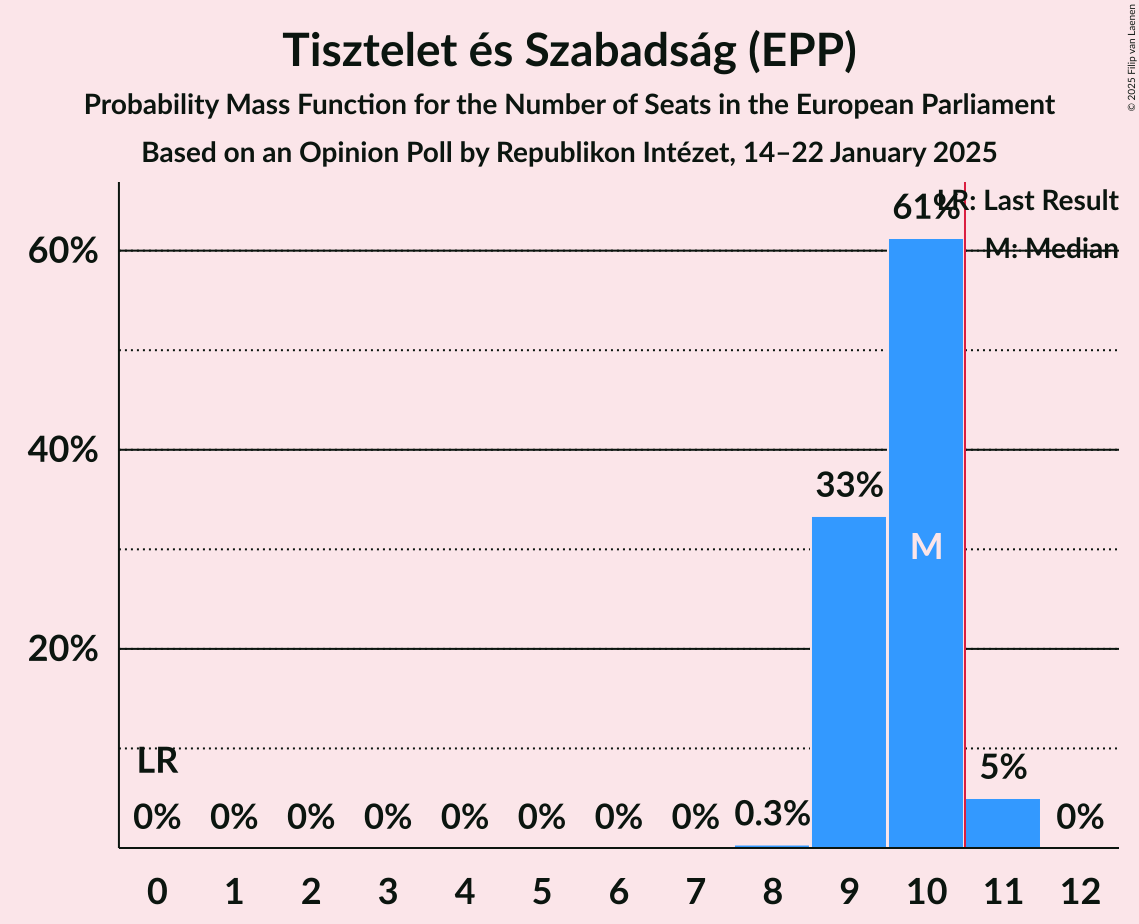 Tisztelet és Szabadság (EPP)
Probability Mass Function for the Number of Seats in the European Parliament
Based on an Opinion Poll by Republikon Intézet, 14–22 January 2025
© 2025 Filip van Laenen
LR: Last Result
M: Median
60%
40%
20%
LR
0% 0% 0% 0% 0% 0% 0% 0% 0.3% 33% 61% 5% 0%
M
0 1 2 3 4 5 6 7 8 9 10 11 12